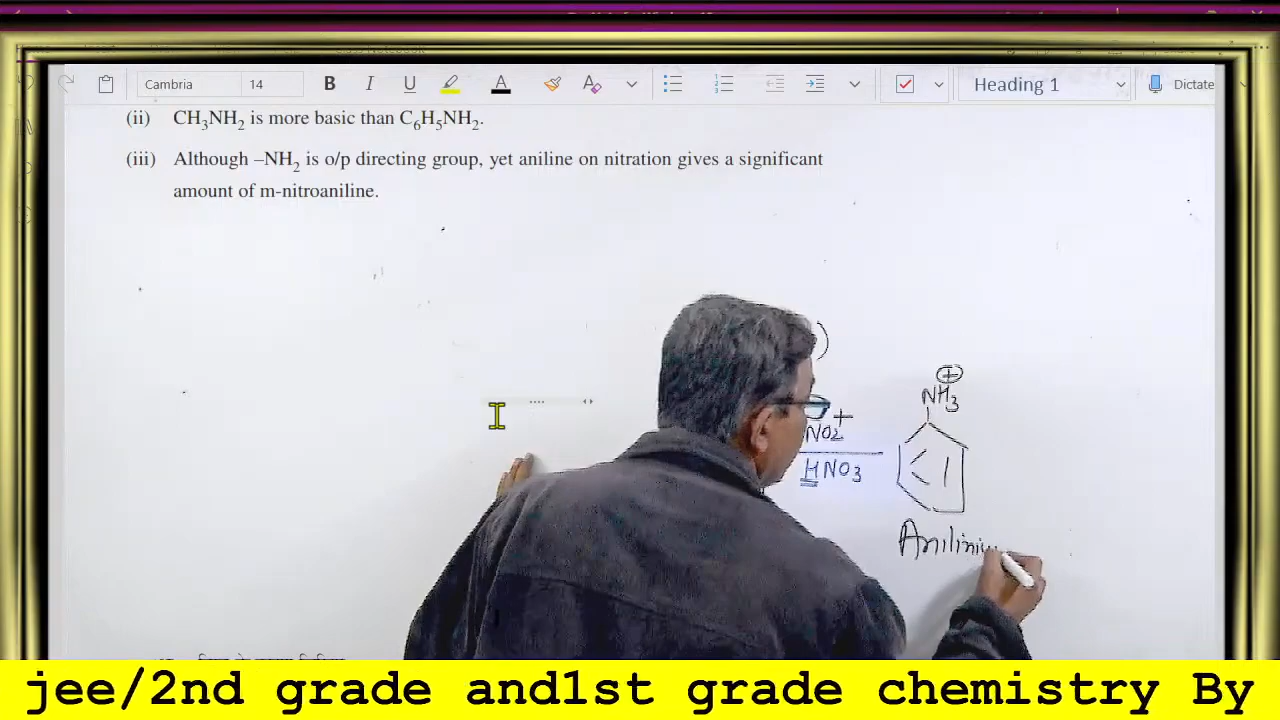 Cambria 14 B I U A A Heading 1 Dictate
(ii) CH3NH2 is more basic than C6H5NH2.
(iii) Although –NH2 is o/p directing group, yet aniline on nitration gives a significant
amount of m-nitroaniline.
)
⊕
NH3
NO2+
HNO3
Anilini
jee/2nd grade and1st grade chemistry By